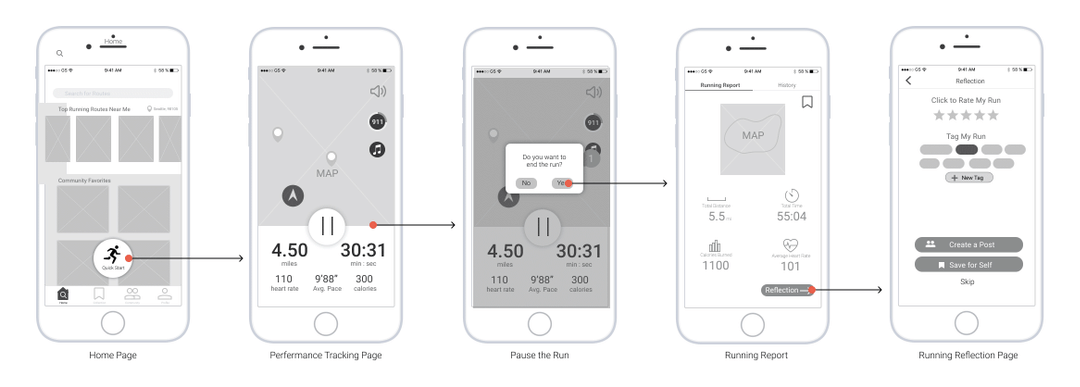 Home
GS 9:41 AM 58 %
Search for Routes
Top Running Routes Near Me
Community Favorites
Quick Start
Home
Home Page
GS 9:41 AM 58 %
911
MAP
4.50 30:31
miles min : sec
110 9'88" 300
heart rate Avg. Pace calories
Perfermance Tracking Page
GS 9:41 AM 58 %
911
1
Do you want to
end the run?
No Yes
4.50 30:31
miles min : sec
110 9'88" 300
heart rate Avg. Pace calories
Pause the Run
GS 9:41 AM 58 %
Running Report History
MAP
Total Distance Total Time
5.5 mi 55:04
Calories Burned Average Heart Rate
1100 101
Reflection
Running Report
GS 9:41 AM 58 %
Reflection
Click to Rate My Run
Tag My Run
+ New Tag
Create a Post
Save for Self
Skip
Running Reflection Page